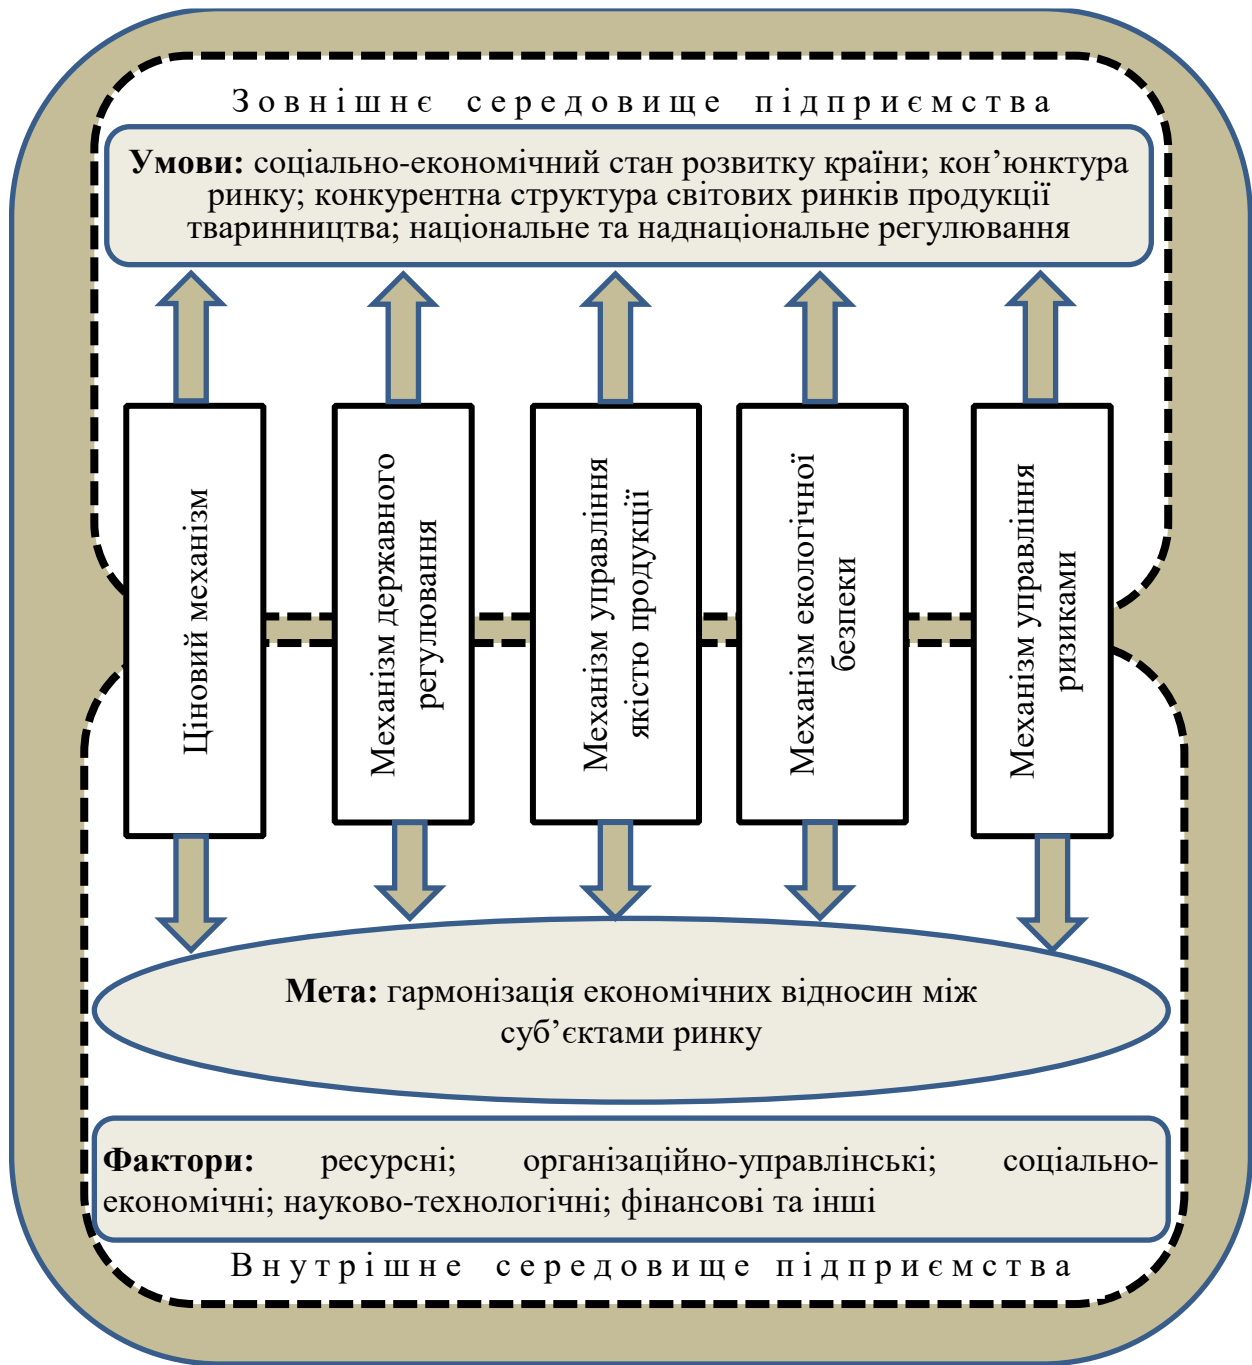 Зовнішнє середовище підприємства
Умови: соціально-економічний стан розвитку країни; кон’юнктура
ринку; конкурентна структура світових ринків продукції
тваринництва; національне та наднаціональне регулювання
Ціновий механізм
Механізм державного
регулювання
Механізм управління
якістю продукції
Механізм екологічної
безпеки
Механізм управління
ризиками
Мета: гармонізація економічних відносин між
суб’єктами ринку
Фактори: ресурсні; організаційно-управлінські; соціально-
економічні; науково-технологічні; фінансові та інші
Внутрішнє середовище підприємства